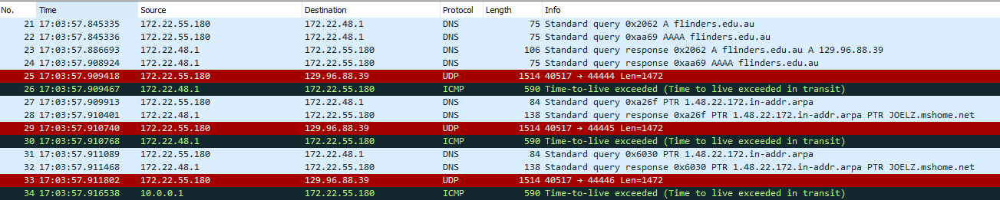 No. Time Source Destination Protocol Length Info
21 17:03:57.845335 172.22.55.180 172.22.48.1 DNS 75 Standard query 0x2062 A flinders.edu.au
22 17:03:57.845336 172.22.55.180 172.22.48.1 DNS 75 Standard query 0xaa69 AAAA flinders.edu.au
23 17:03:57.886693 172.22.48.1 172.22.55.180 DNS 106 Standard query response 0x2062 A flinders.edu.au A 129.96.88.39
24 17:03:57.908924 172.22.48.1 172.22.55.180 DNS 75 Standard query response 0xaa69 AAAA flinders.edu.au
25 17:03:57.909418 172.22.55.180 129.96.88.39 UDP 1514 40517 → 44444 Len=1472
26 17:03:57.909467 172.22.48.1 172.22.55.180 ICMP 590 Time-to-live exceeded (Time to live exceeded in transit)
27 17:03:57.909913 172.22.55.180 172.22.48.1 DNS 84 Standard query 0xa26f PTR 1.48.22.172.in-addr.arpa
28 17:03:57.910401 172.22.48.1 172.22.55.180 DNS 138 Standard query response 0xa26f PTR 1.48.22.172.in-addr.arpa PTR JOELZ.mshome.net
29 17:03:57.910740 172.22.55.180 129.96.88.39 UDP 1514 40517 → 44445 Len=1472
30 17:03:57.910768 172.22.48.1 172.22.55.180 ICMP 590 Time-to-live exceeded (Time to live exceeded in transit)
31 17:03:57.911089 172.22.55.180 172.22.48.1 DNS 84 Standard query 0x6030 PTR 1.48.22.172.in-addr.arpa
32 17:03:57.911468 172.22.48.1 172.22.55.180 DNS 138 Standard query response 0x6030 PTR 1.48.22.172.in-addr.arpa PTR JOELZ.mshome.net
33 17:03:57.911802 172.22.55.180 129.96.88.39 UDP 1514 40517 → 44446 Len=1472
34 17:03:57.916538 10.0.0.1 172.22.55.180 ICMP 590 Time-to-live exceeded (Time to live exceeded in transit)